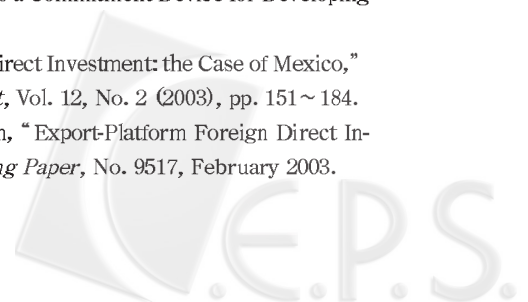 o a Commitment Device for Developing
irect Investment: the Case of Mexico,”
t, Vol. 12, No. 2 (2003), pp. 151~184.
n, “Export-Platform Foreign Direct In-
ng Paper, No. 9517, February 2003.
C.E.P.S.